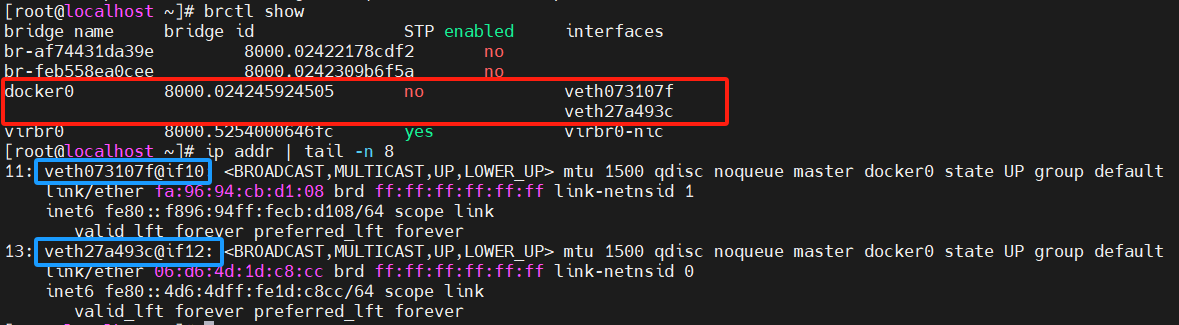 [root@localhost ~]# brctl show
bridge name bridge id STP enabled interfaces
br-af74431da39e 8000.02422178cdf2 no
br-feb558ea0cee 8000.0242309b6f5a no
docker0 8000.024245924505 no veth073107f
veth27a493c
virbr0 8000.5254000646fc yes virbr0-nic
[root@localhost ~]# ip addr | tail -n 8
11: veth073107f@if10 <BROADCAST,MULTICAST,UP,LOWER_UP> mtu 1500 qdisc noqueue master docker0 state UP group default
link/ether fa:96:94:cb:d1:08 brd ff:ff:ff:ff:ff:ff link-netnsid 1
inet6 fe80::f896:94ff:fecb:d108/64 scope link
valid_lft forever preferred_lft forever
13: veth27a493c@if12: <BROADCAST,MULTICAST,UP,LOWER_UP> mtu 1500 qdisc noqueue master docker0 state UP group default
link/ether 06:d6:4d:1d:c8:cc brd ff:ff:ff:ff:ff:ff link-netnsid 0
inet6 fe80::4d6:4dff:fe1d:c8cc/64 scope link
valid_lft forever preferred_lft forever